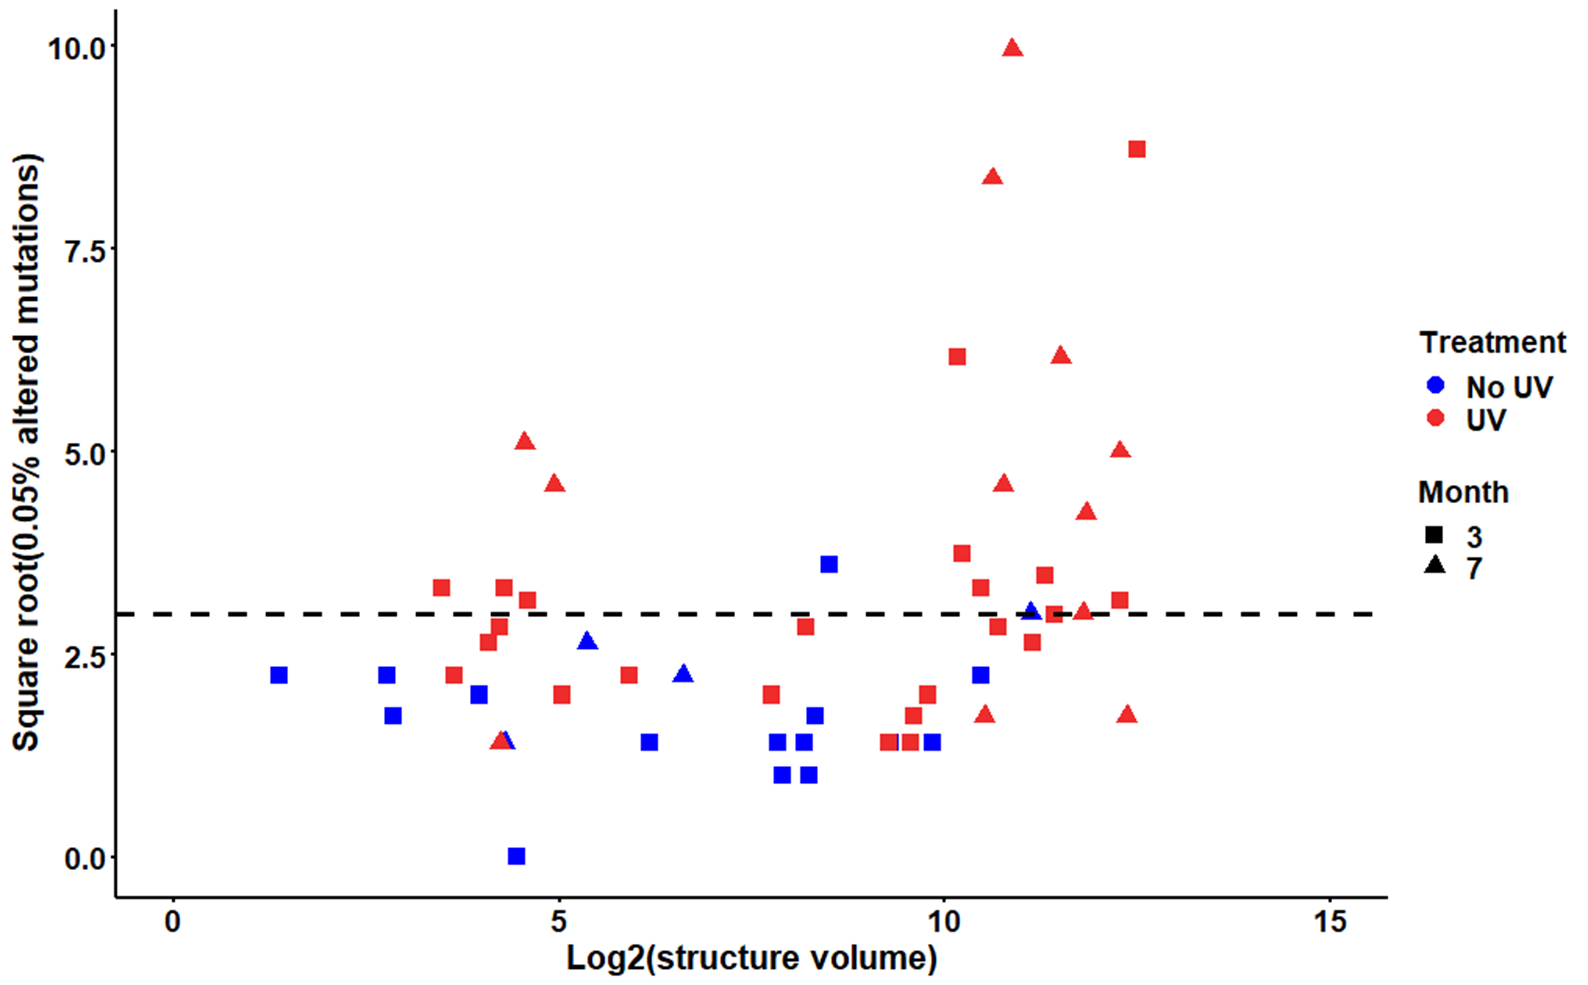 Square root(0.05% altered mutations)
10.0
7.5
5.0
2.5
0.0
0
5
10
15
Log2(structure volume)
Treatment
No UV
UV
Month
3
7